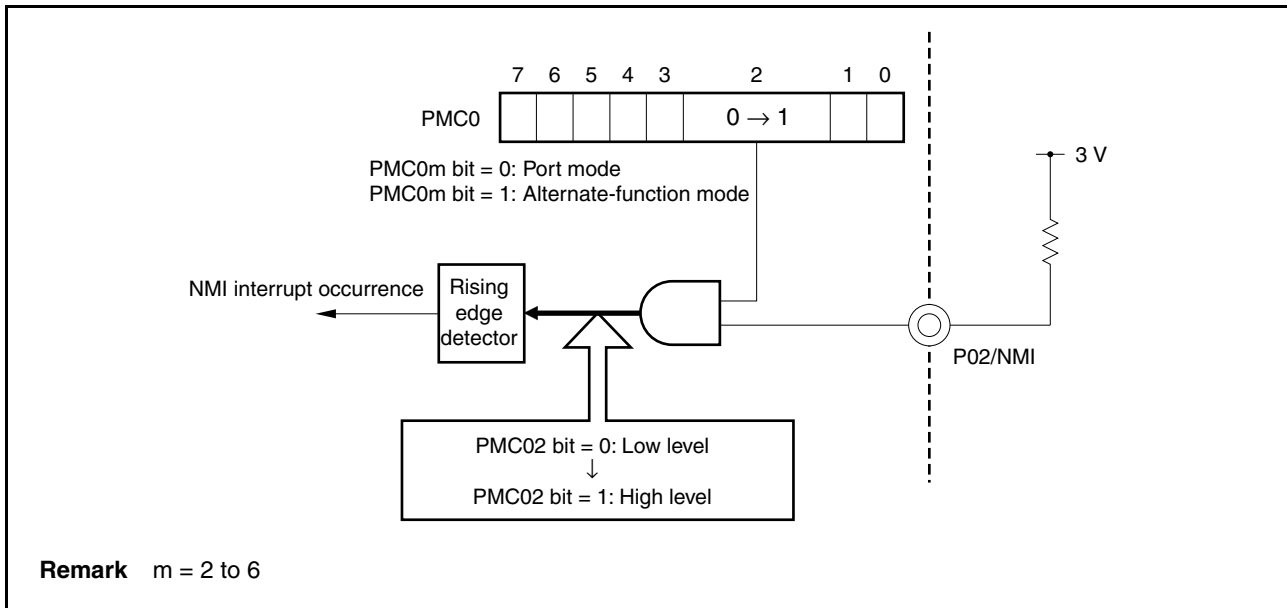 7 6 5 4 3 2 1 0
PMC0 0 → 1
PMC0m bit = 0: Port mode
PMC0m bit = 1: Alternate-function mode
3 V
NMI interrupt occurrence
Rising
edge
detector
P02/NMI
PMC02 bit = 0: Low level
↓
PMC02 bit = 1: High level
Remark m = 2 to 6